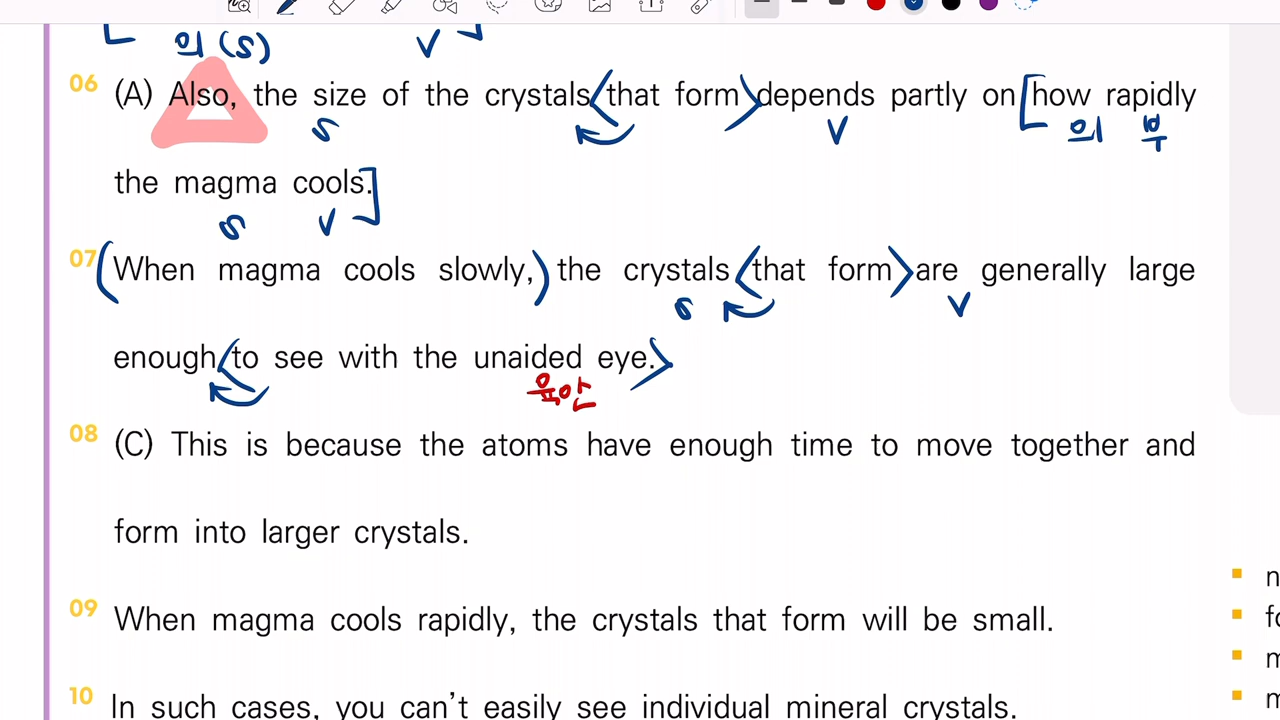 의 (S) V
06 (A) Also, the size of the crystals that form depends partly on how rapidly
S V 의 부
the magma cools.
S V
07 When magma cools slowly, the crystals that form are generally large
S V
enough to see with the unaided eye.
육안
08 (C) This is because the atoms have enough time to move together and
form into larger crystals.
09 When magma cools rapidly, the crystals that form will be small.
10 In such cases, you can't easily see individual mineral crystals.